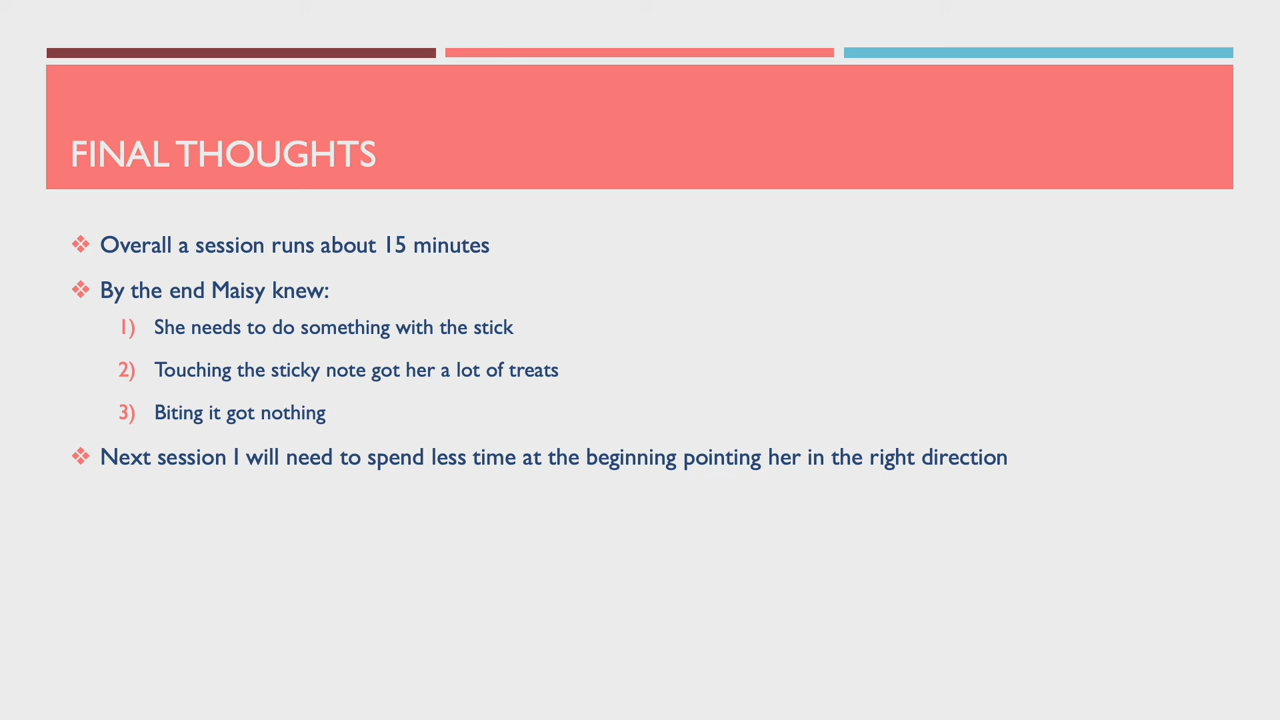 FINAL THOUGHTS
❖ Overall a session runs about 15 minutes
❖ By the end Maisy knew:
1) She needs to do something with the stick
2) Touching the sticky note got her a lot of treats
3) Biting it got nothing
❖ Next session I will need to spend less time at the beginning pointing her in the right direction